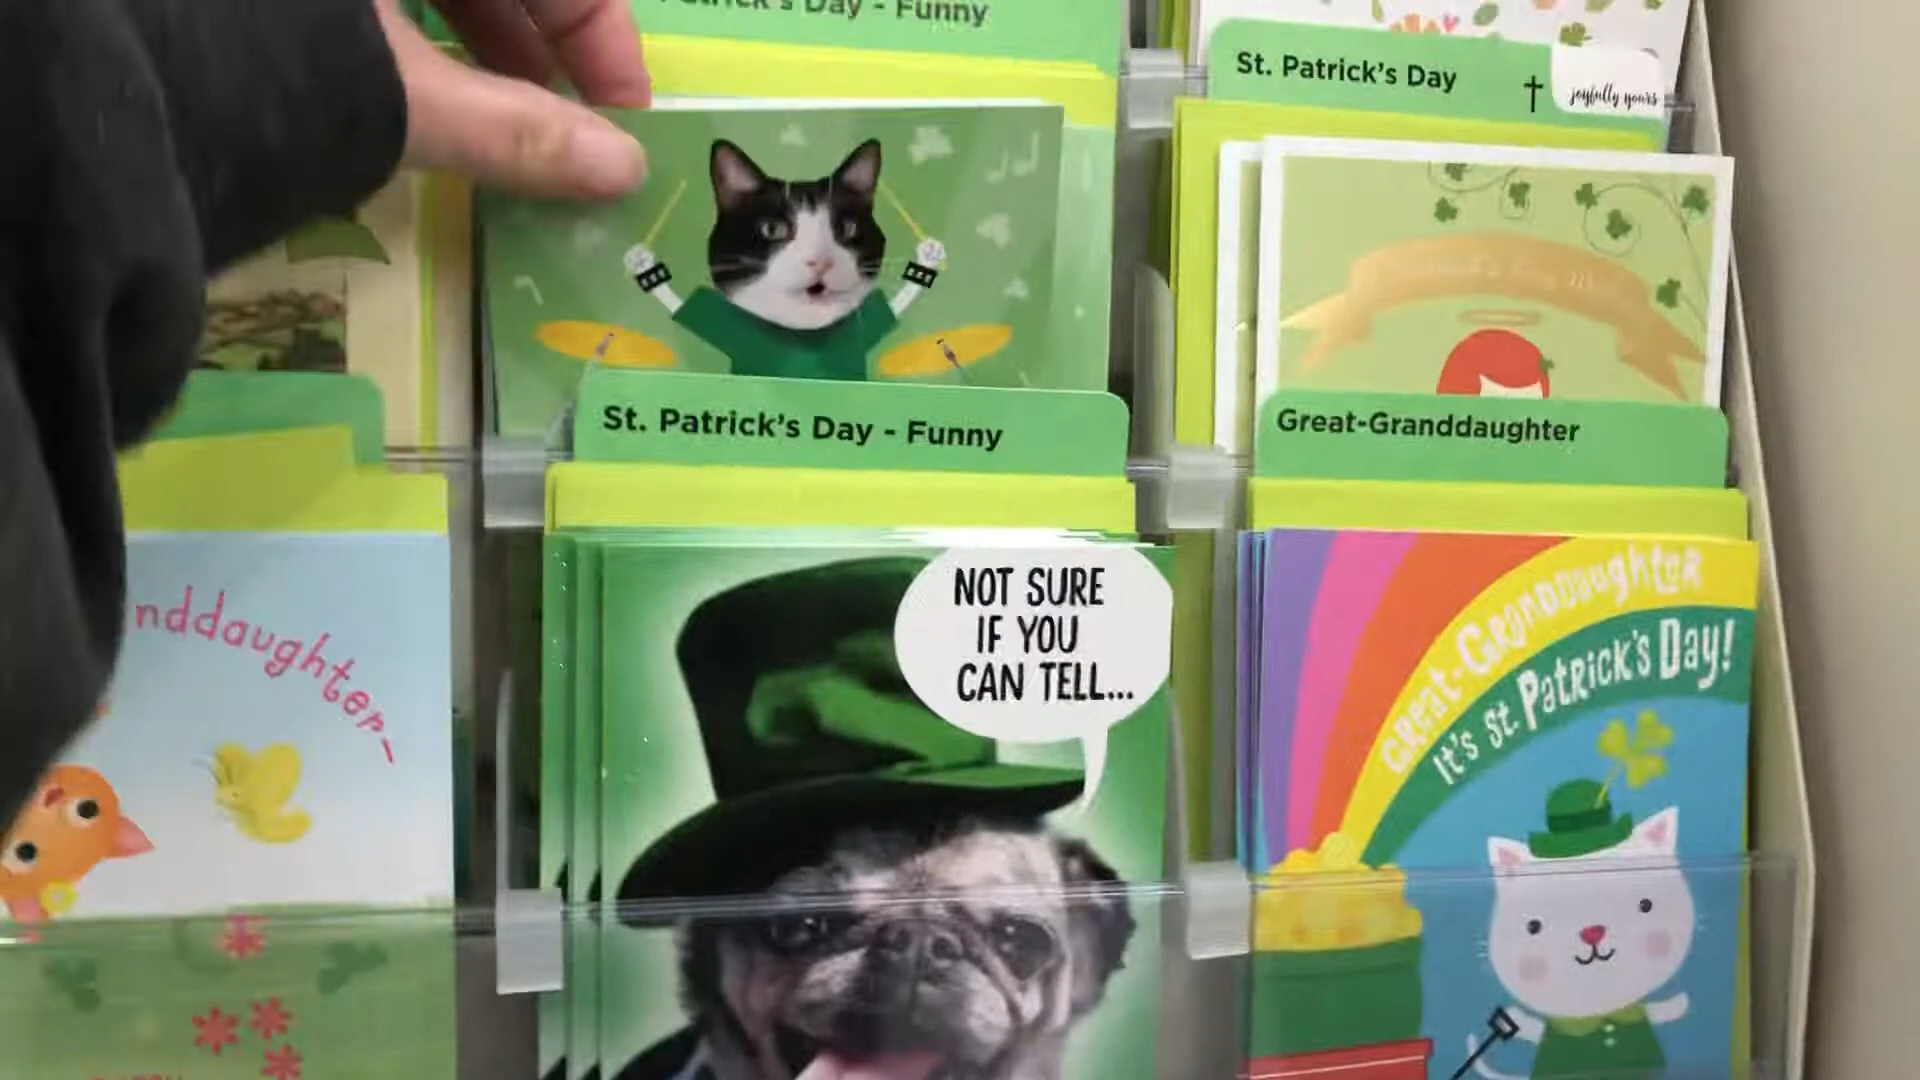 Patrick's Day - Funny
St. Patrick's Day
joyfully yours
St. Patrick's Day - Funny
Great-Granddaughter
nddaughter—
NOT SURE
IF YOU
CAN TELL...
GREAT-GRANDDAUGHTER
It's St. Patrick's Day!